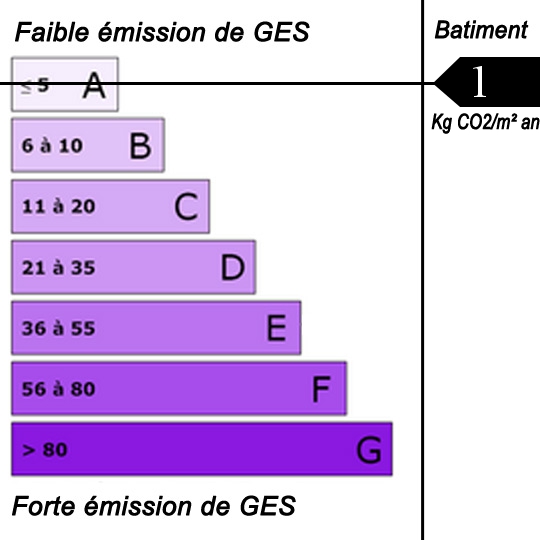 Faible émission de GES
Batiment
≤ 5 A
1
Kg CO2/m² an
6 à 10 B
11 à 20 C
21 à 35 D
36 à 55 E
56 à 80 F
> 80 G
Forte émission de GES